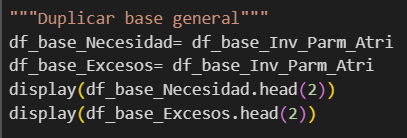 """Duplicar base general"""
df_base_Necesidad= df_base_Inv_Parm_Atri
df_base_Excesos= df_base_Inv_Parm_Atri
display(df_base_Necesidad.head(2))
display(df_base_Excesos.head(2))